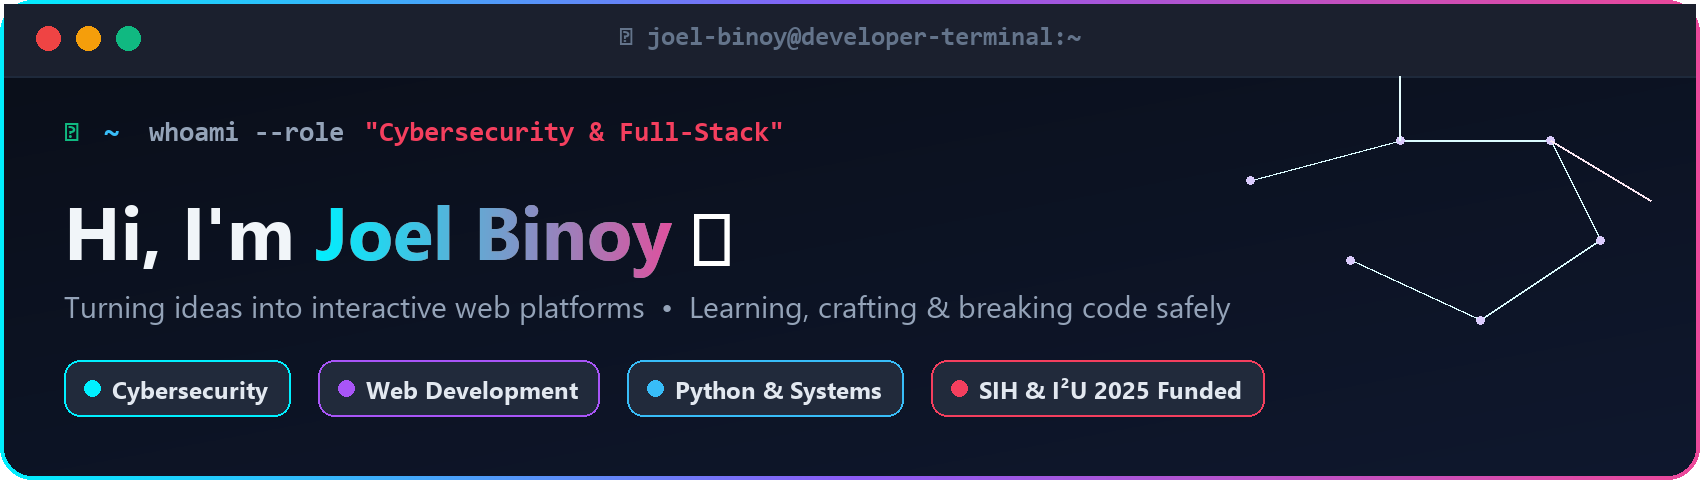 joel-binoy@developer-terminal:~
~ whoami --role "Cybersecurity & Full-Stack"
Hi, I'm Joel Binoy
Turning ideas into interactive web platforms • Learning, crafting & breaking code safely
Cybersecurity
Web Development
Python & Systems
SIH & I²U 2025 Funded